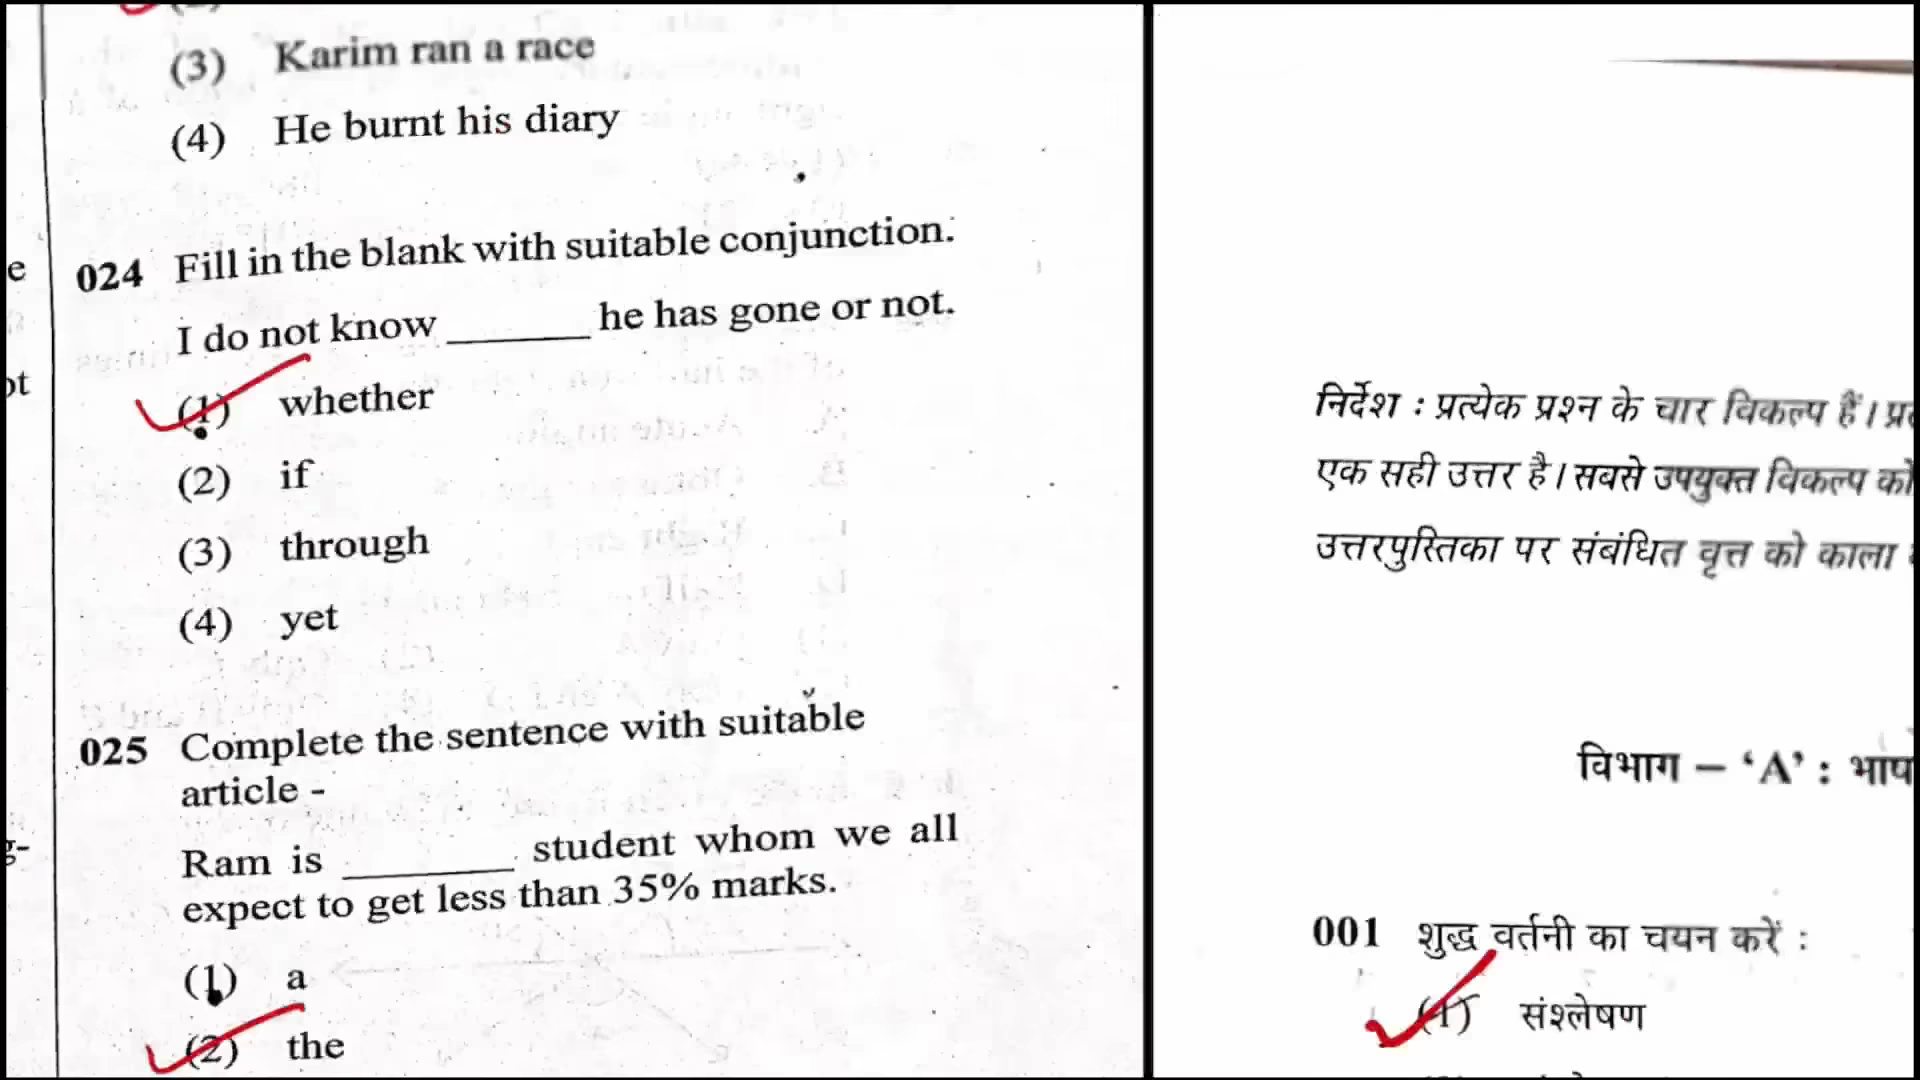 (3) Karim ran a race
(4) He burnt his diary
024 Fill in the blank with suitable conjunction.
I do not know ______ he has gone or not.
(1) whether
(2) if
(3) through
(4) yet
025 Complete the sentence with suitable
article -
Ram is ______ student whom we all
expect to get less than 35% marks.
(1) a
(2) the
निर्देश : प्रत्येक प्रश्न के चार विकल्प हैं।
एक सही उत्तर है। सबसे उपयुक्त विकल्प को
उत्तरपुस्तिका पर संबंधित वृत्त को काला
विभाग – ‘A’ :
001 शुद्ध वर्तनी का चयन करें :
(1) संश्लेषण